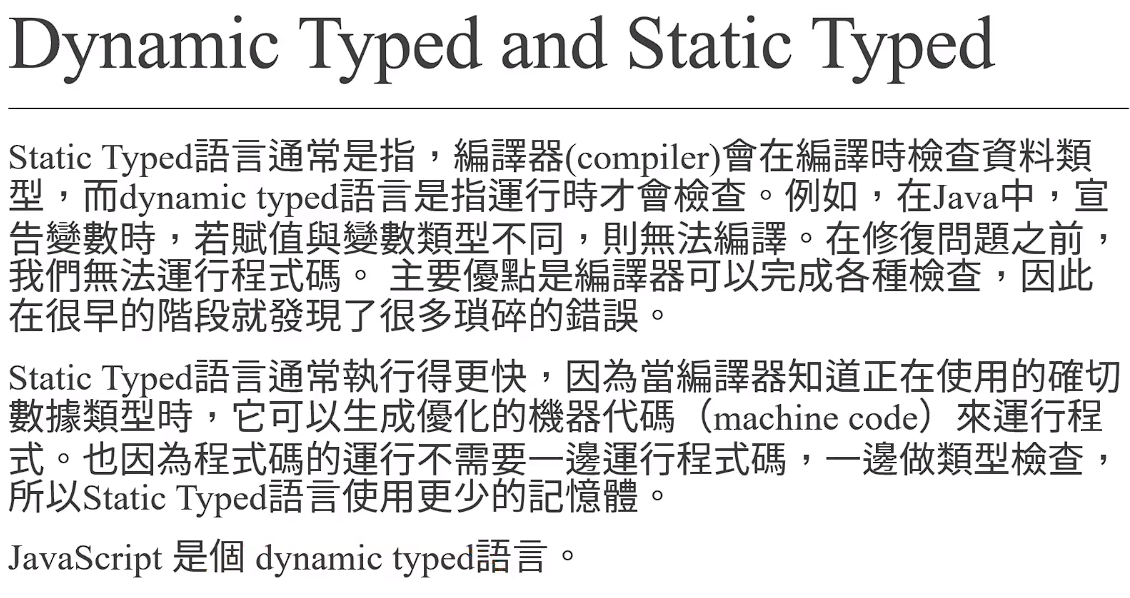 Dynamic Typed and Static Typed
Static Typed語言通常是指，編譯器(compiler)會在編譯時檢查資料類
型，而dynamic typed語言是指運行時才會檢查。例如，在Java中，宣
告變數時，若賦值與變數類型不同，則無法編譯。在修復問題之前，
我們無法運行程式碼。 主要優點是編譯器可以完成各種檢查，因此
在很早的階段就發現了很多瑣碎的錯誤。
Static Typed語言通常執行得更快，因為當編譯器知道正在使用的確切
數據類型時，它可以生成優化的機器代碼（machine code）來運行程
式。也因為程式碼的運行不需要一邊運行程式碼，一邊做類型檢查，
所以Static Typed語言使用更少的記憶體。
JavaScript 是個 dynamic typed語言。